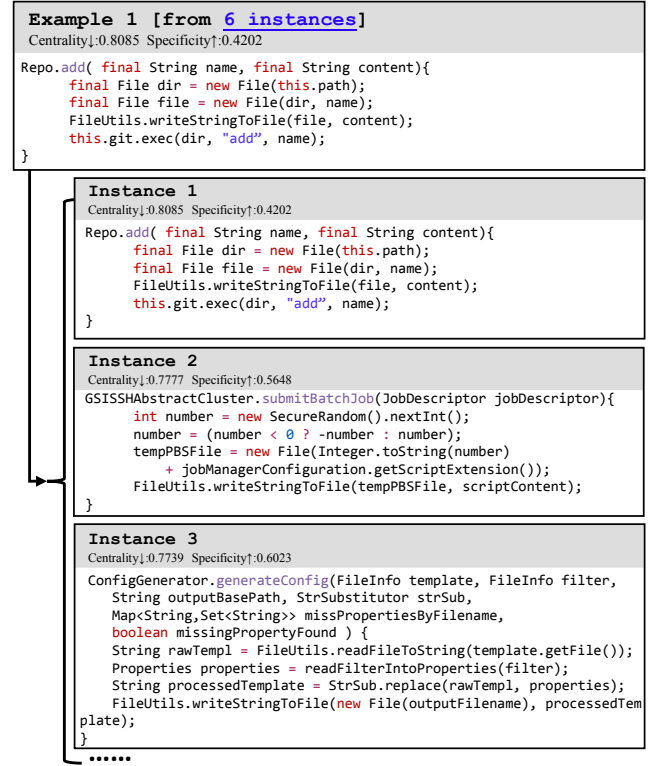 Example 1 [from 6 instances]
Centrality↓:0.8085 Specificity↑:0.4202
Repo.add( final String name, final String content){
final File dir = new File(this.path);
final File file = new File(dir, name);
FileUtils.writeStringToFile(file, content);
this.git.exec(dir, "add”, name);
}
Instance 1
Centrality↓:0.8085 Specificity↑:0.4202
Repo.add( final String name, final String content){
final File dir = new File(this.path);
final File file = new File(dir, name);
FileUtils.writeStringToFile(file, content);
this.git.exec(dir, "add”, name);
}
Instance 2
Centrality↓:0.7777 Specificity↑:0.5648
GSISSHAbstractCluster.submitBatchJob(JobDescriptor jobDescriptor){
int number = new SecureRandom().nextInt();
number = (number < 0 ? -number : number);
tempPBSFile = new File(Integer.toString(number)
+ jobManagerConfiguration.getScriptExtension());
FileUtils.writeStringToFile(tempPBSFile, scriptContent);
}
Instance 3
Centrality↓:0.7739 Specificity↑:0.6023
ConfigGenerator.generateConfig(FileInfo template, FileInfo filter,
String outputBasePath, StrSubstitutor strSub,
Map<String,Set<String>> missPropertiesByFilename,
boolean missingPropertyFound ) {
String rawTempl = FileUtils.readFileToString(template.getFile());
Properties properties = readFilterIntoProperties(filter);
String processedTemplate = StrSub.replace(rawTempl, properties);
FileUtils.writeStringToFile(new File(outputFilename), processedTem
plate);
}
......